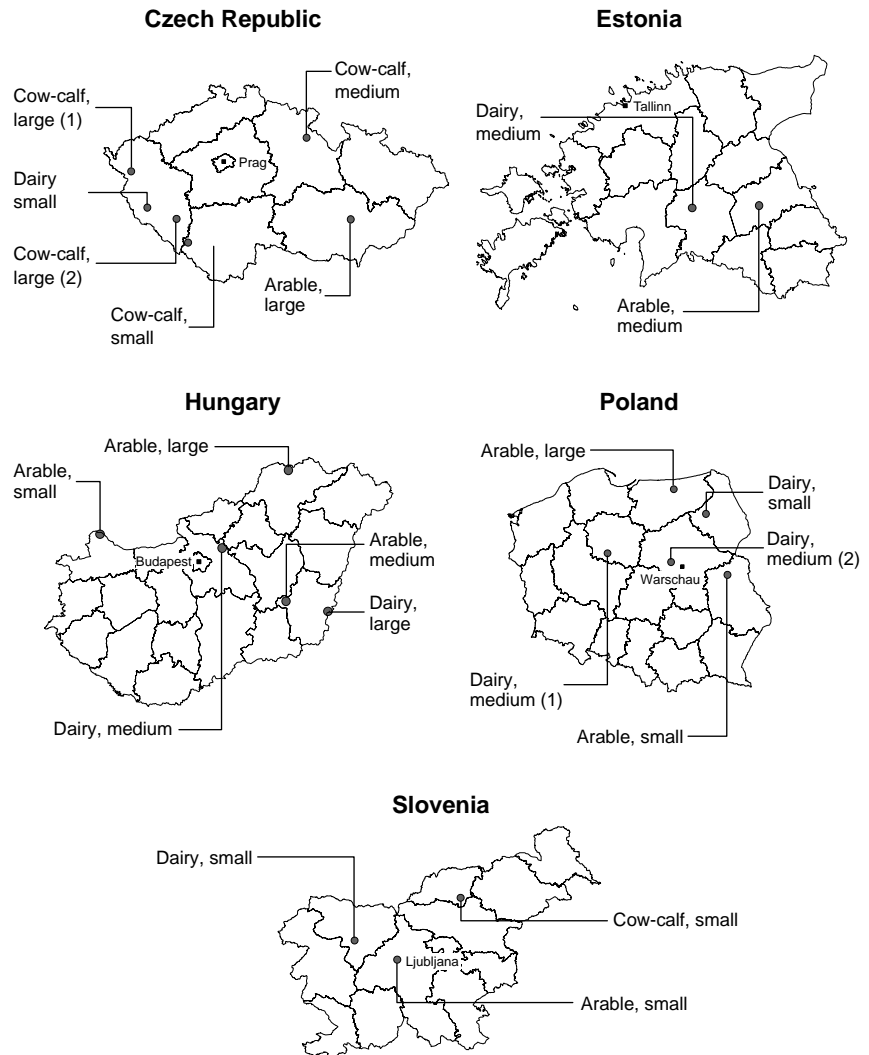 Czech Republic
Cow-calf,
medium
Cow-calf,
large (1)
Prag
Dairy
small
Cow-calf,
large (2)
Arable,
large
Cow-calf,
small
Estonia
Tallinn
Dairy,
medium
Arable,
medium
Hungary
Arable, large
Arable,
small
Budapest
Arable,
medium
Dairy,
large
Dairy, medium
Poland
Arable, large
Dairy,
small
Dairy,
medium (2)
Warschau
Dairy,
medium (1)
Arable, small
Slovenia
Dairy, small
Cow-calf, small
Ljubljana
Arable, small